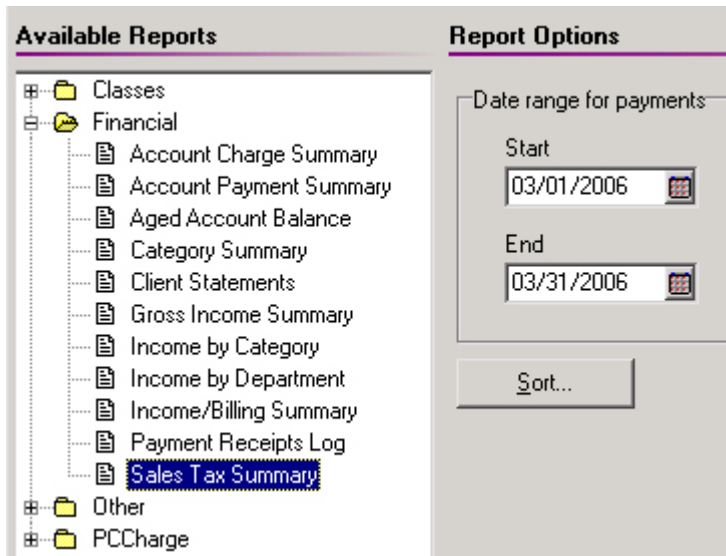 Available Reports
Classes
Financial
Account Charge Summary
Account Payment Summary
Aged Account Balance
Category Summary
Client Statements
Gross Income Summary
Income by Category
Income by Department
Income/Billing Summary
Payment Receipts Log
Sales Tax Summary
Other
PCCharge
Report Options
Date range for payments
Start
03/01/2006
End
03/31/2006
Sort...